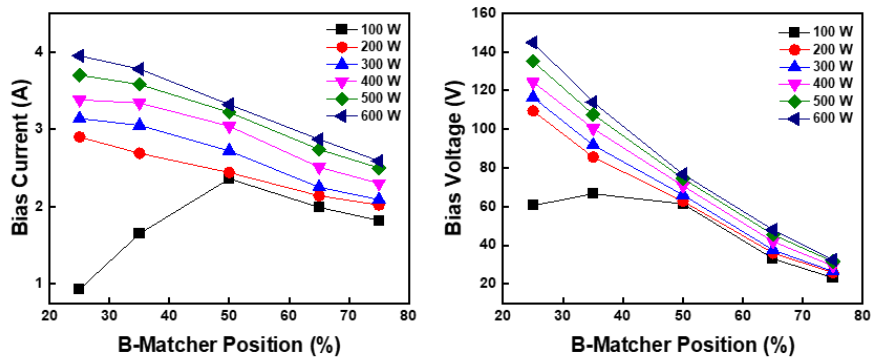 Bias Current (A)
4
3
2
1
20 30 40 50 60 70 80
B-Matcher Position (%)
100 W
200 W
300 W
400 W
500 W
600 W
Bias Voltage (V)
160
140
120
100
80
60
40
20
20 30 40 50 60 70 80
B-Matcher Position (%)
100 W
200 W
300 W
400 W
500 W
600 W